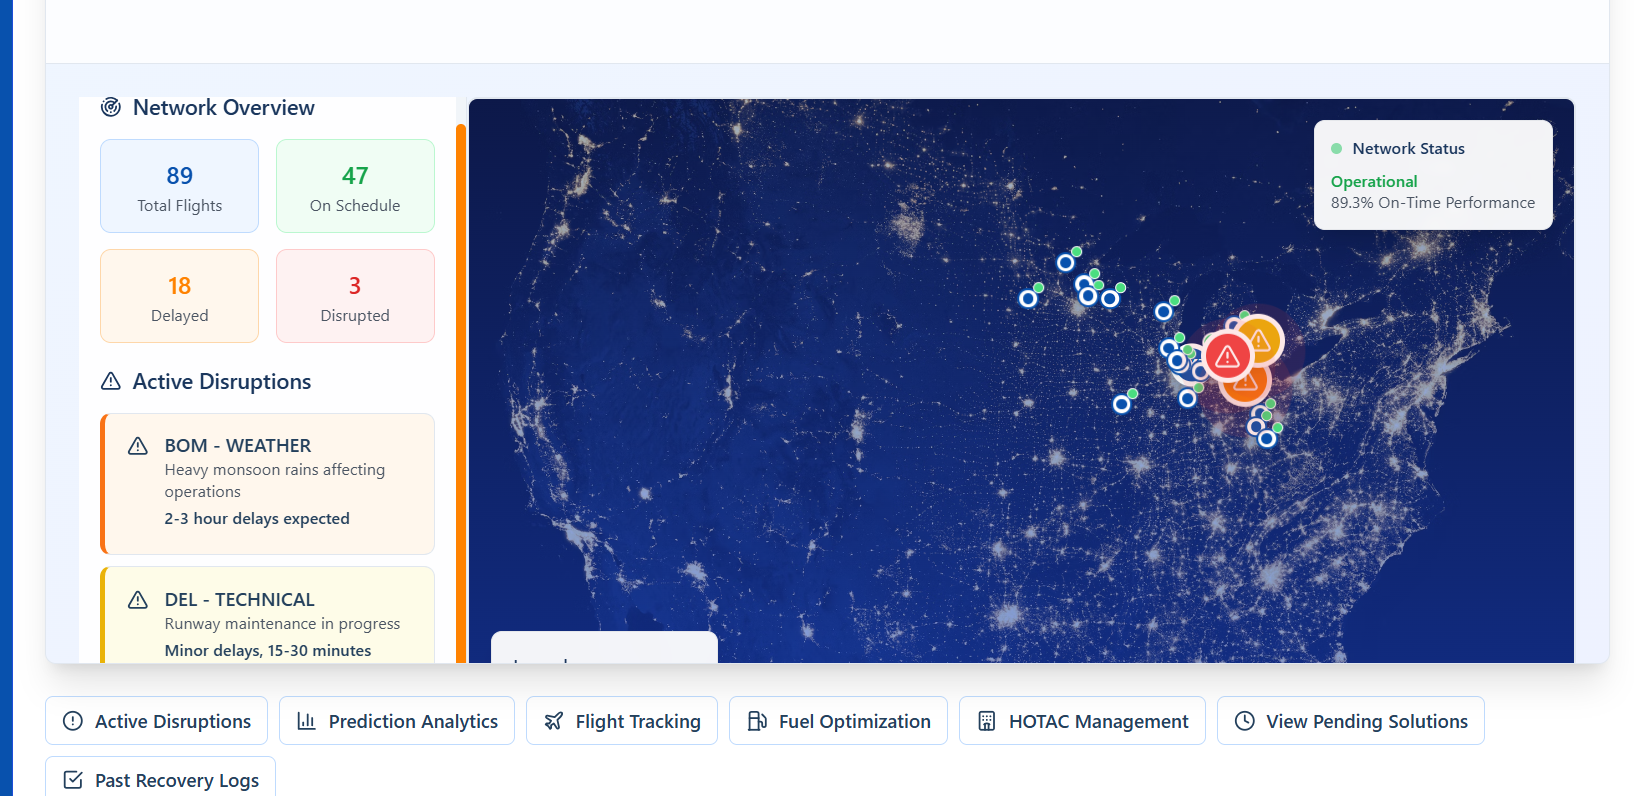 Network Overview
89
Total Flights
47
On Schedule
18
Delayed
3
Disrupted
Active Disruptions
BOM - WEATHER
Heavy monsoon rains affecting
operations
2-3 hour delays expected
DEL - TECHNICAL
Runway maintenance in progress
Minor delays, 15-30 minutes
Network Status
Operational
89.3% On-Time Performance
Active Disruptions
Prediction Analytics
Flight Tracking
Fuel Optimization
HOTAC Management
View Pending Solutions
Past Recovery Logs